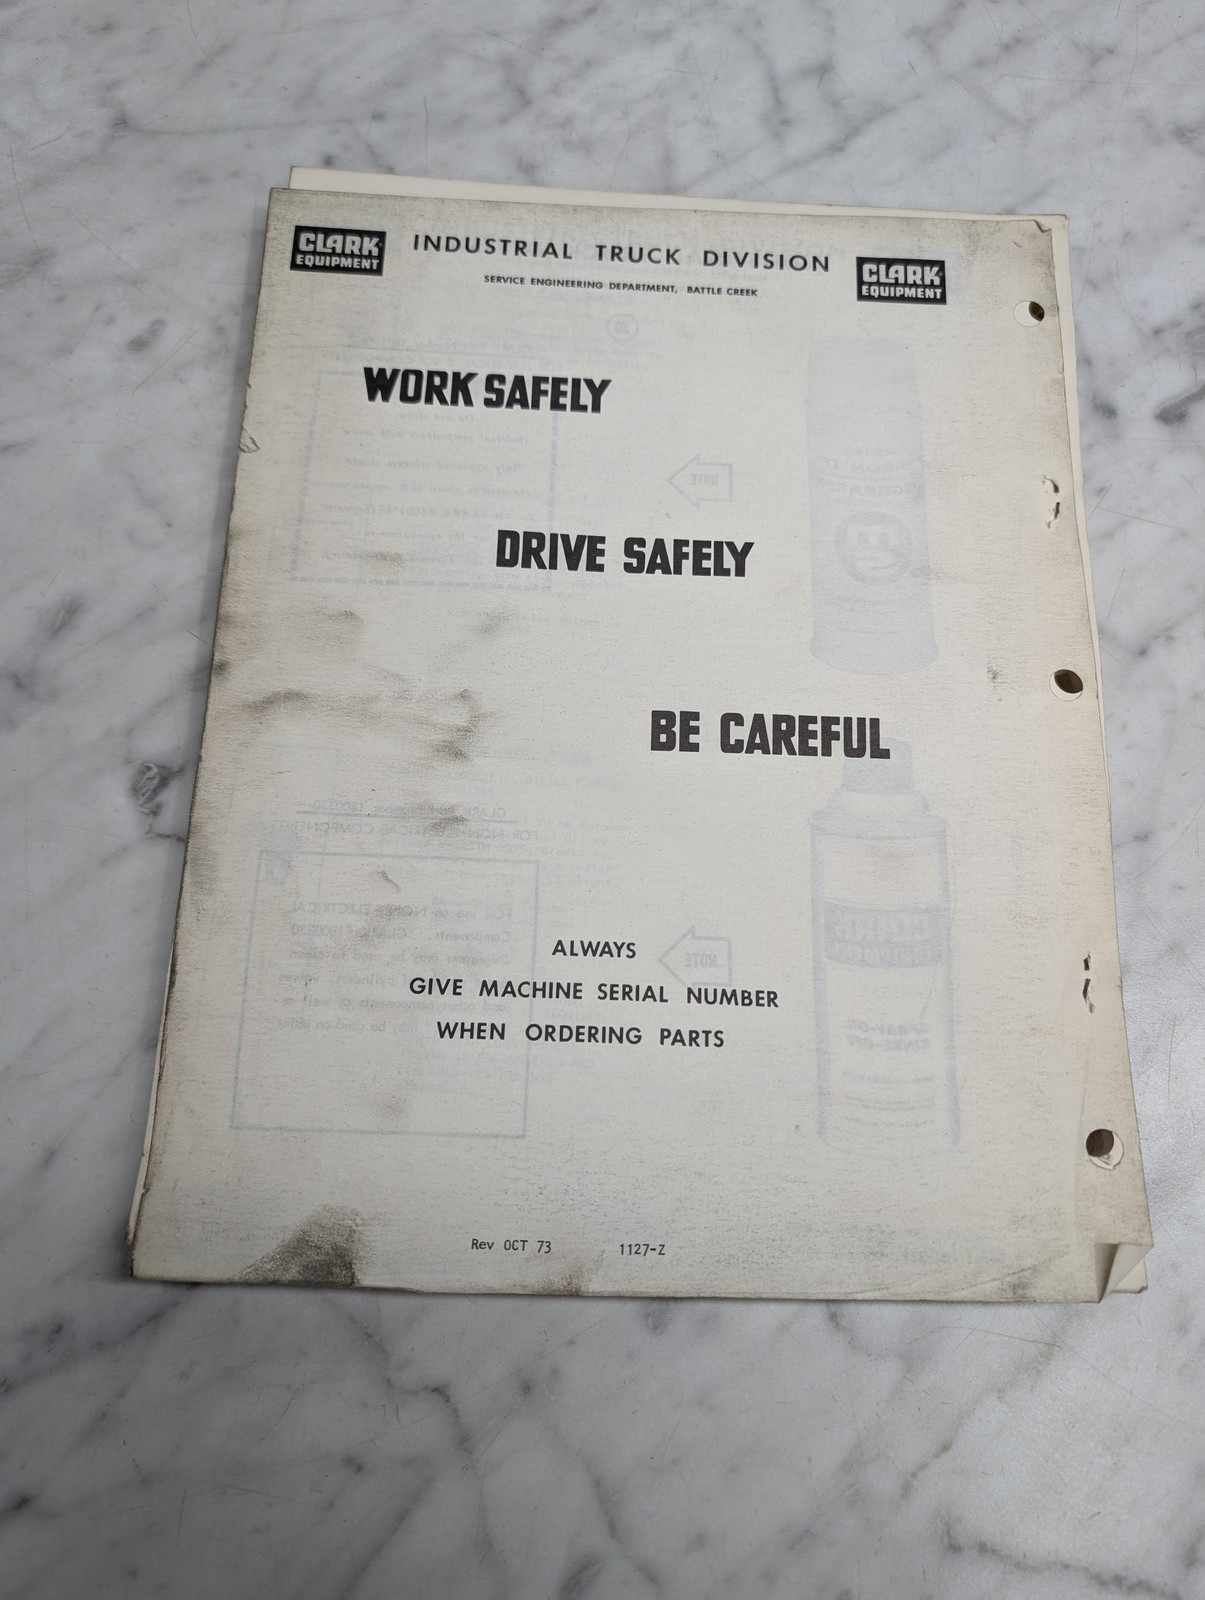 CLARK
EQUIPMENT
INDUSTRIAL TRUCK DIVISION
SERVICE ENGINEERING DEPARTMENT, BATTLE CREEK
CLARK
EQUIPMENT
WORK SAFELY
DRIVE SAFELY
BE CAREFUL
ALWAYS
GIVE MACHINE SERIAL NUMBER
WHEN ORDERING PARTS
Rev OCT 73 1127-Z